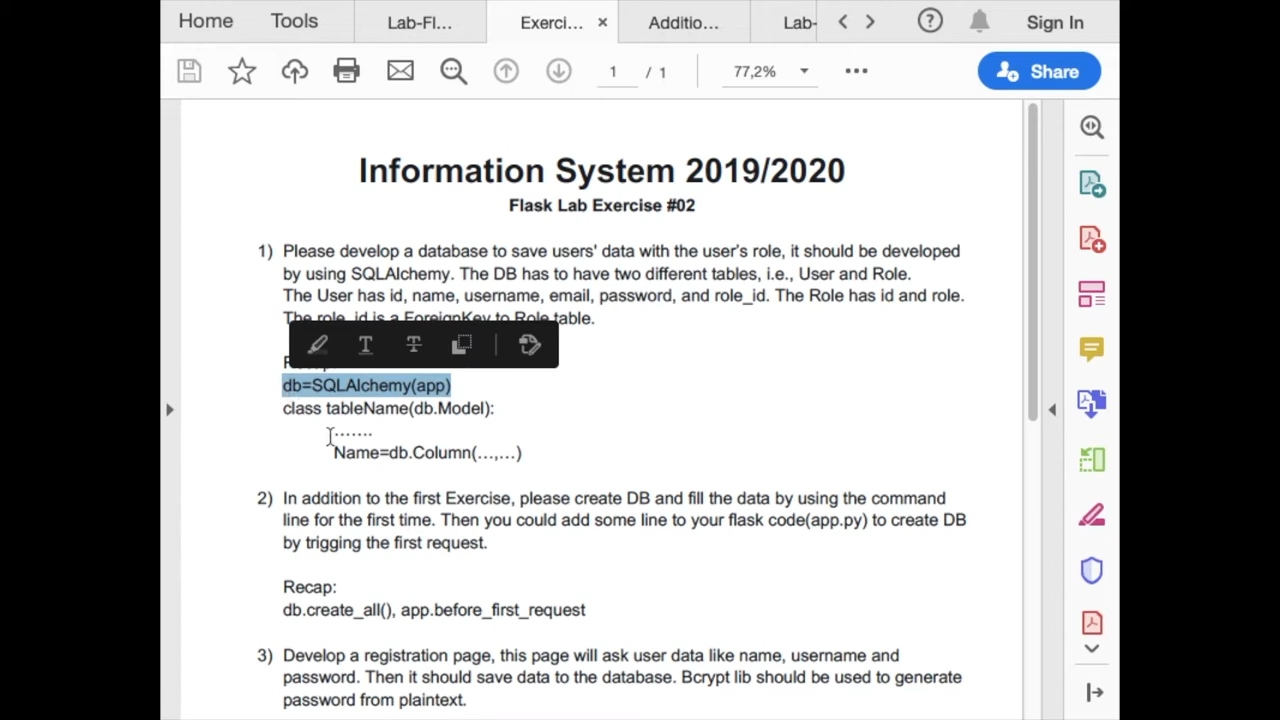 Home Tools Lab-Fl... Exerci... × Additio... Lab- Sign In
1 / 1 77,2% Share
Information System 2019/2020
Flask Lab Exercise #02
1) Please develop a database to save users' data with the user's role, it should be developed
by using SQLAlchemy. The DB has to have two different tables, i.e., User and Role.
The User has id, name, username, email, password, and role_id. The Role has id and role.
The role_id is a ForeignKey to Role table.
db=SQLAlchemy(app)
class tableName(db.Model):
.......
Name=db.Column(...,...)
2) In addition to the first Exercise, please create DB and fill the data by using the command
line for the first time. Then you could add some line to your flask code(app.py) to create DB
by trigging the first request.
Recap:
db.create_all(), app.before_first_request
3) Develop a registration page, this page will ask user data like name, username and
password. Then it should save data to the database. Bcrypt lib should be used to generate
password from plaintext.